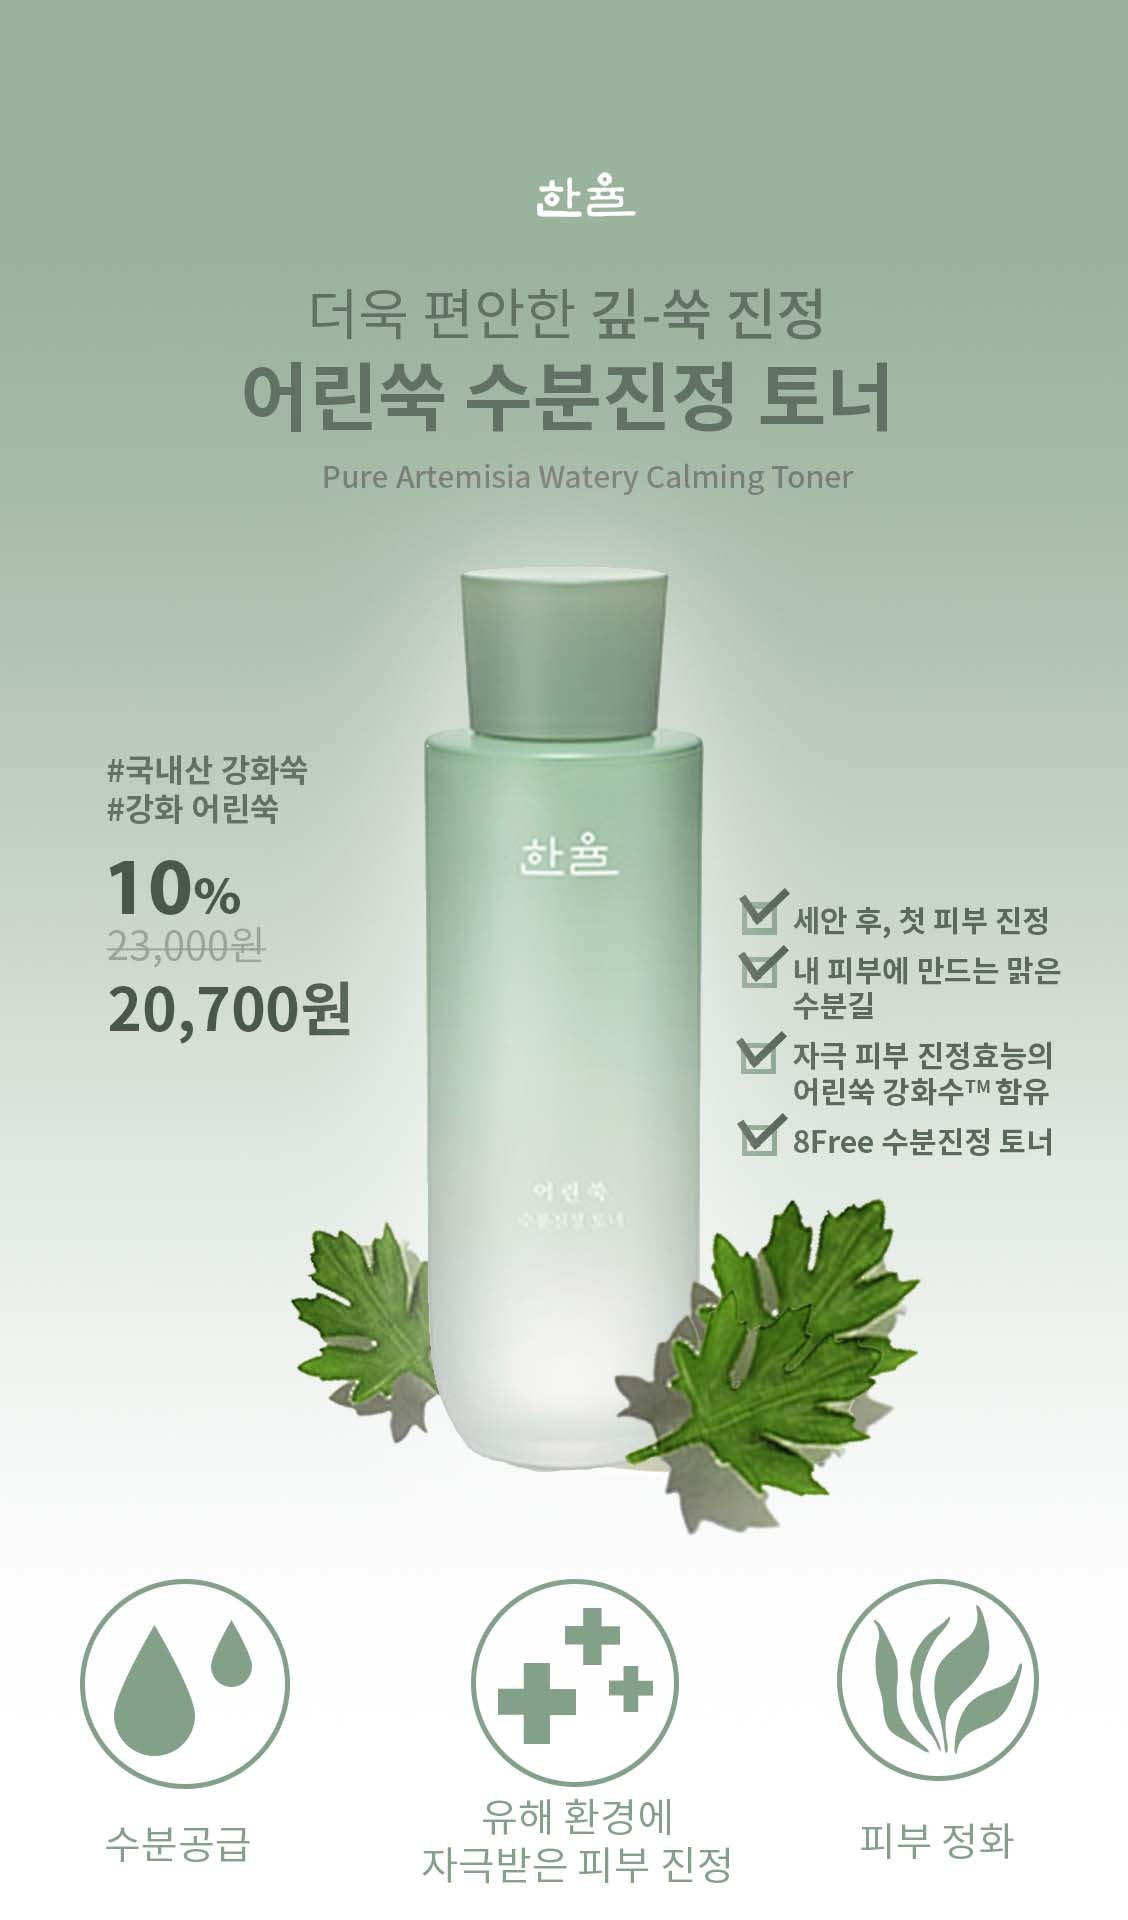 한율
더욱 편안한 깊-쑥 진정
어린쑥 수분진정 토너
Pure Artemisia Watery Calming Toner
#국내산 강화쑥
#강화 어린쑥
10%
23,000원
20,700원
한율
어린쑥
수분진정 토너
세안 후, 첫 피부 진정
내 피부에 만드는 맑은
수분길
자극 피부 진정효능의
어린쑥 강화수™ 함유
8Free 수분진정 토너
수분공급
유해 환경에
자극받은 피부 진정
피부 정화